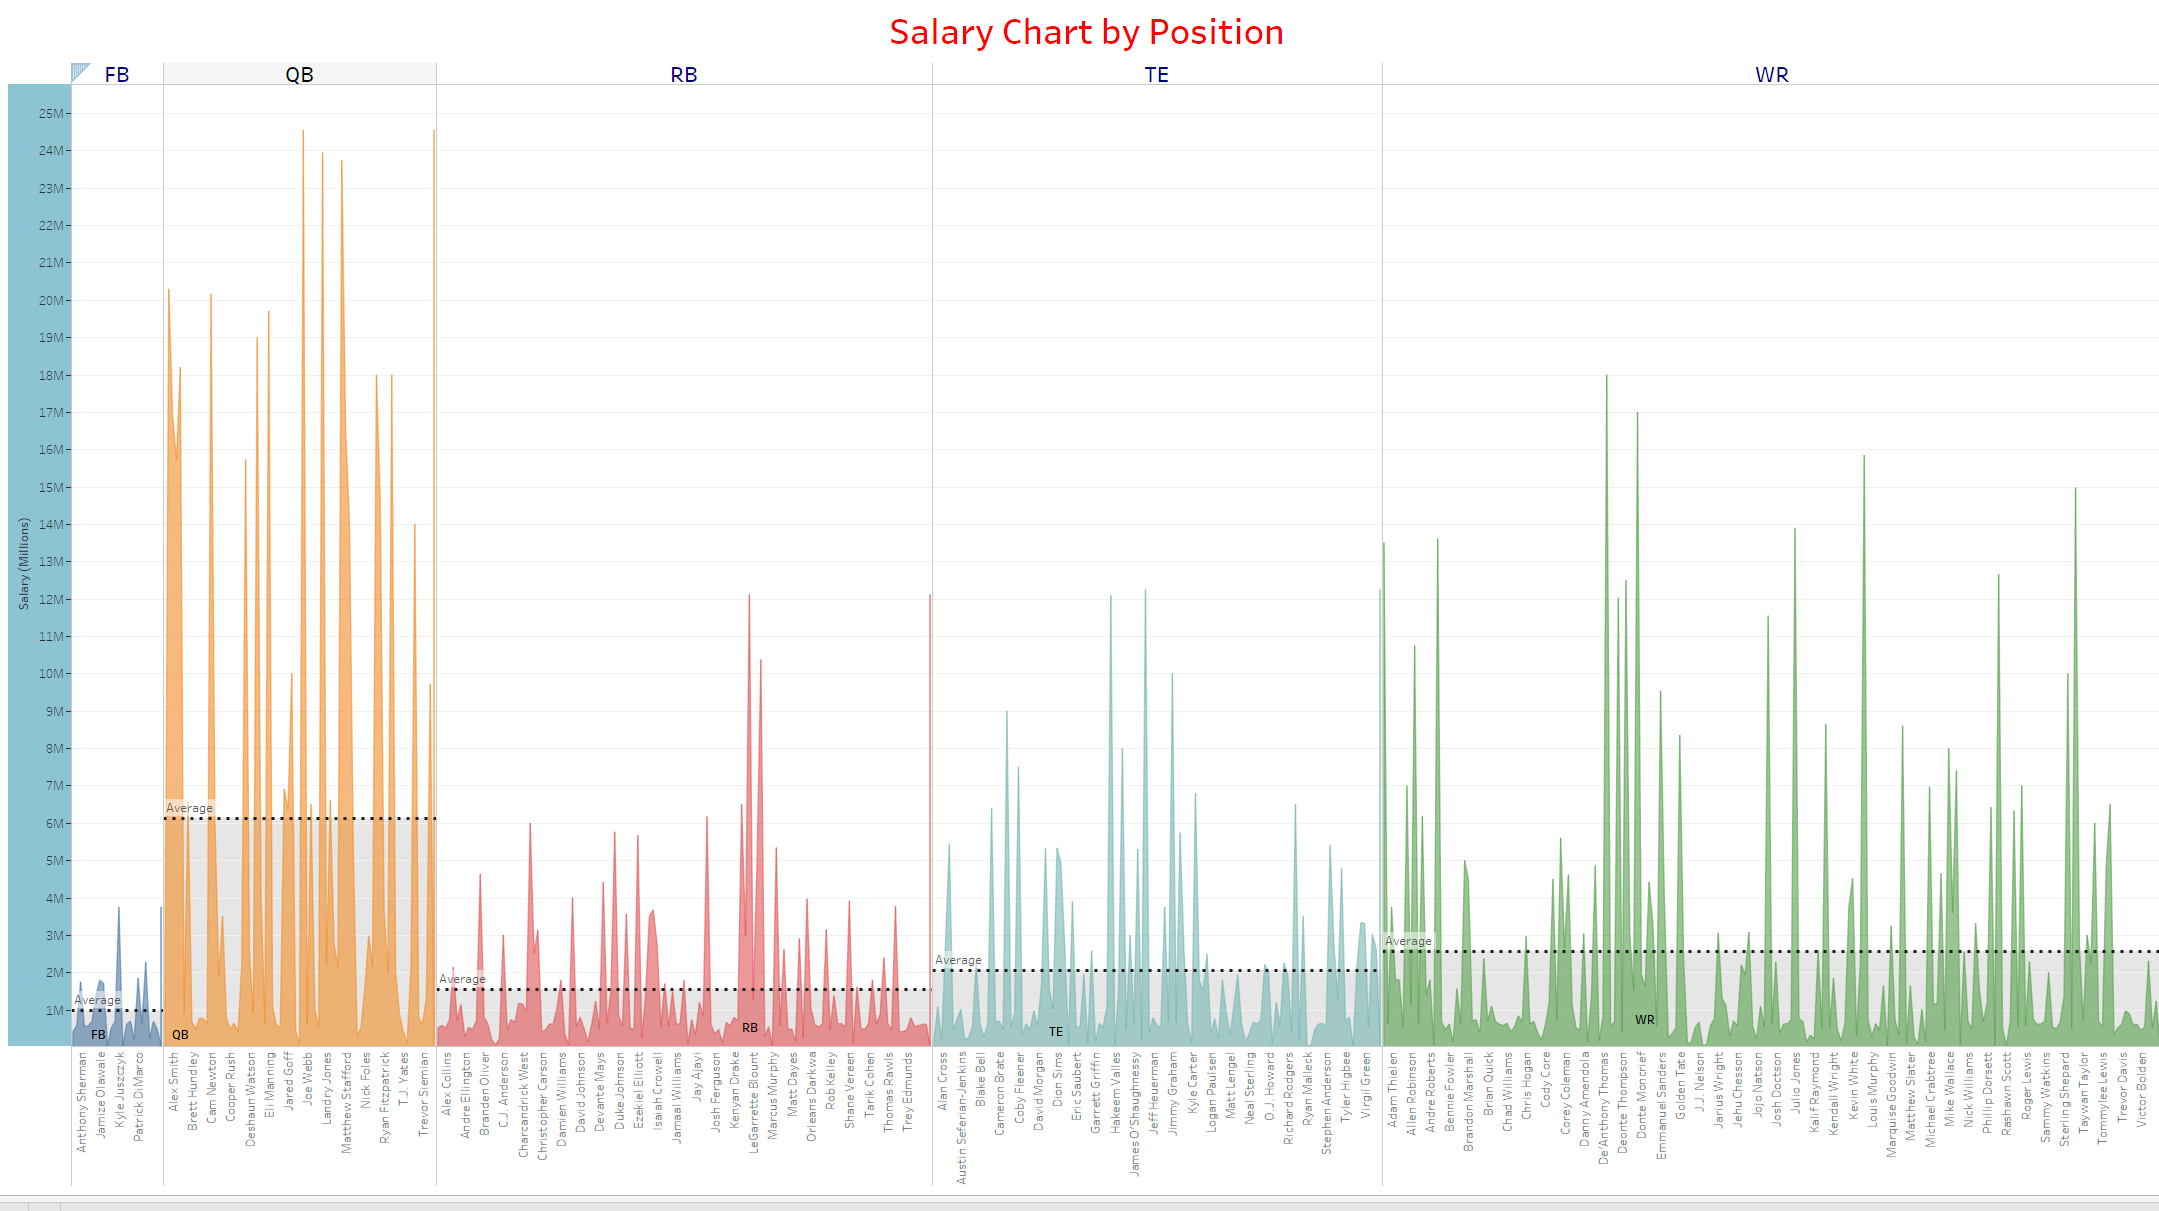 Salary Chart by Position
FB QB RB TE WR
Salary (Millions)
25M
24M
23M
22M
21M
20M
19M
18M
17M
16M
15M
14M
13M
12M
11M
10M
9M
8M
7M
6M
5M
4M
3M
2M
1M
Average
Average
Average
Average
Average
FB
QB
RB
TE
WR
Anthony Sherman
Jamize Olawale
Kyle Juszczyk
Patrick DiMarco
Alex Smith
Brett Hundley
Cam Newton
Cooper Rush
Deshaun Watson
Eli Manning
Jared Goff
Joe Webb
Landry Jones
Matthew Stafford
Nick Foles
Ryan Fitzpatrick
T.J. Yates
Trevor Siemian
Alex Collins
Andre Ellington
Branden Oliver
C.J. Anderson
Charcandrick West
Christopher Carson
Damien Williams
David Johnson
Devante Mays
Duke Johnson
Ezekiel Elliott
Isaiah Crowell
Jamaal Williams
Jay Ajayi
Josh Ferguson
Kenyan Drake
LeGarrette Blount
Marcus Murphy
Matt Dayes
Orleans Darkwa
Rob Kelley
Shane Vereen
Tarik Cohen
Thomas Rawls
Trey Edmunds
Alan Cross
Austin Seferian-Jenkins
Blake Bell
Cameron Brate
Coby Fleener
David Morgan
Dion Sims
Eric Saubert
Garrett Griffin
Hakeem Valles
James O'Shaughnessy
Jeff Heuerman
Jimmy Graham
Kyle Carter
Logan Paulsen
Matt Lengel
Neal Sterling
O.J. Howard
Richard Rodgers
Ryan Malleck
Stephen Anderson
Tyler Higbee
Virgil Green
Adam Thielen
Allen Robinson
Andre Roberts
Bennie Fowler
Brandon Marshall
Brian Quick
Chad Williams
Chris Hogan
Cody Core
Corey Coleman
Danny Amendola
De'Anthony Thomas
Deonte Thompson
Donte Moncrief
Emmanuel Sanders
Golden Tate
J.J. Nelson
Jarius Wright
Jehu Chesson
Jojo Natson
Josh Doctson
Julio Jones
Kalif Raymond
Kendall Wright
Kevin White
Louis Murphy
Marquise Goodwin
Matthew Slater
Michael Crabtree
Mike Wallace
Nick Williams
Phillip Dorsett
Rashawn Scott
Roger Lewis
Sammy Watkins
Sterling Shepard
Taywan Taylor
Tommylee Lewis
Trevor Davis
Victor Bolden